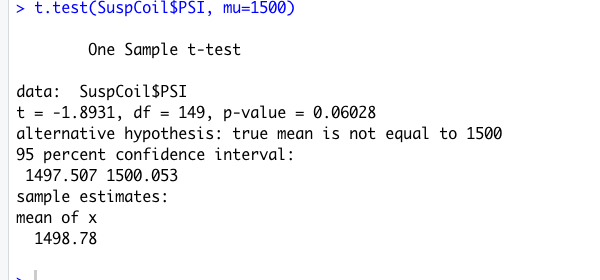 > t.test(SuspCoil$PSI, mu=1500)
One Sample t-test
data:  SuspCoil$PSI
t = -1.8931, df = 149, p-value = 0.06028
alternative hypothesis: true mean is not equal to 1500
95 percent confidence interval:
1497.507 1500.053
sample estimates:
mean of x
1498.78
>